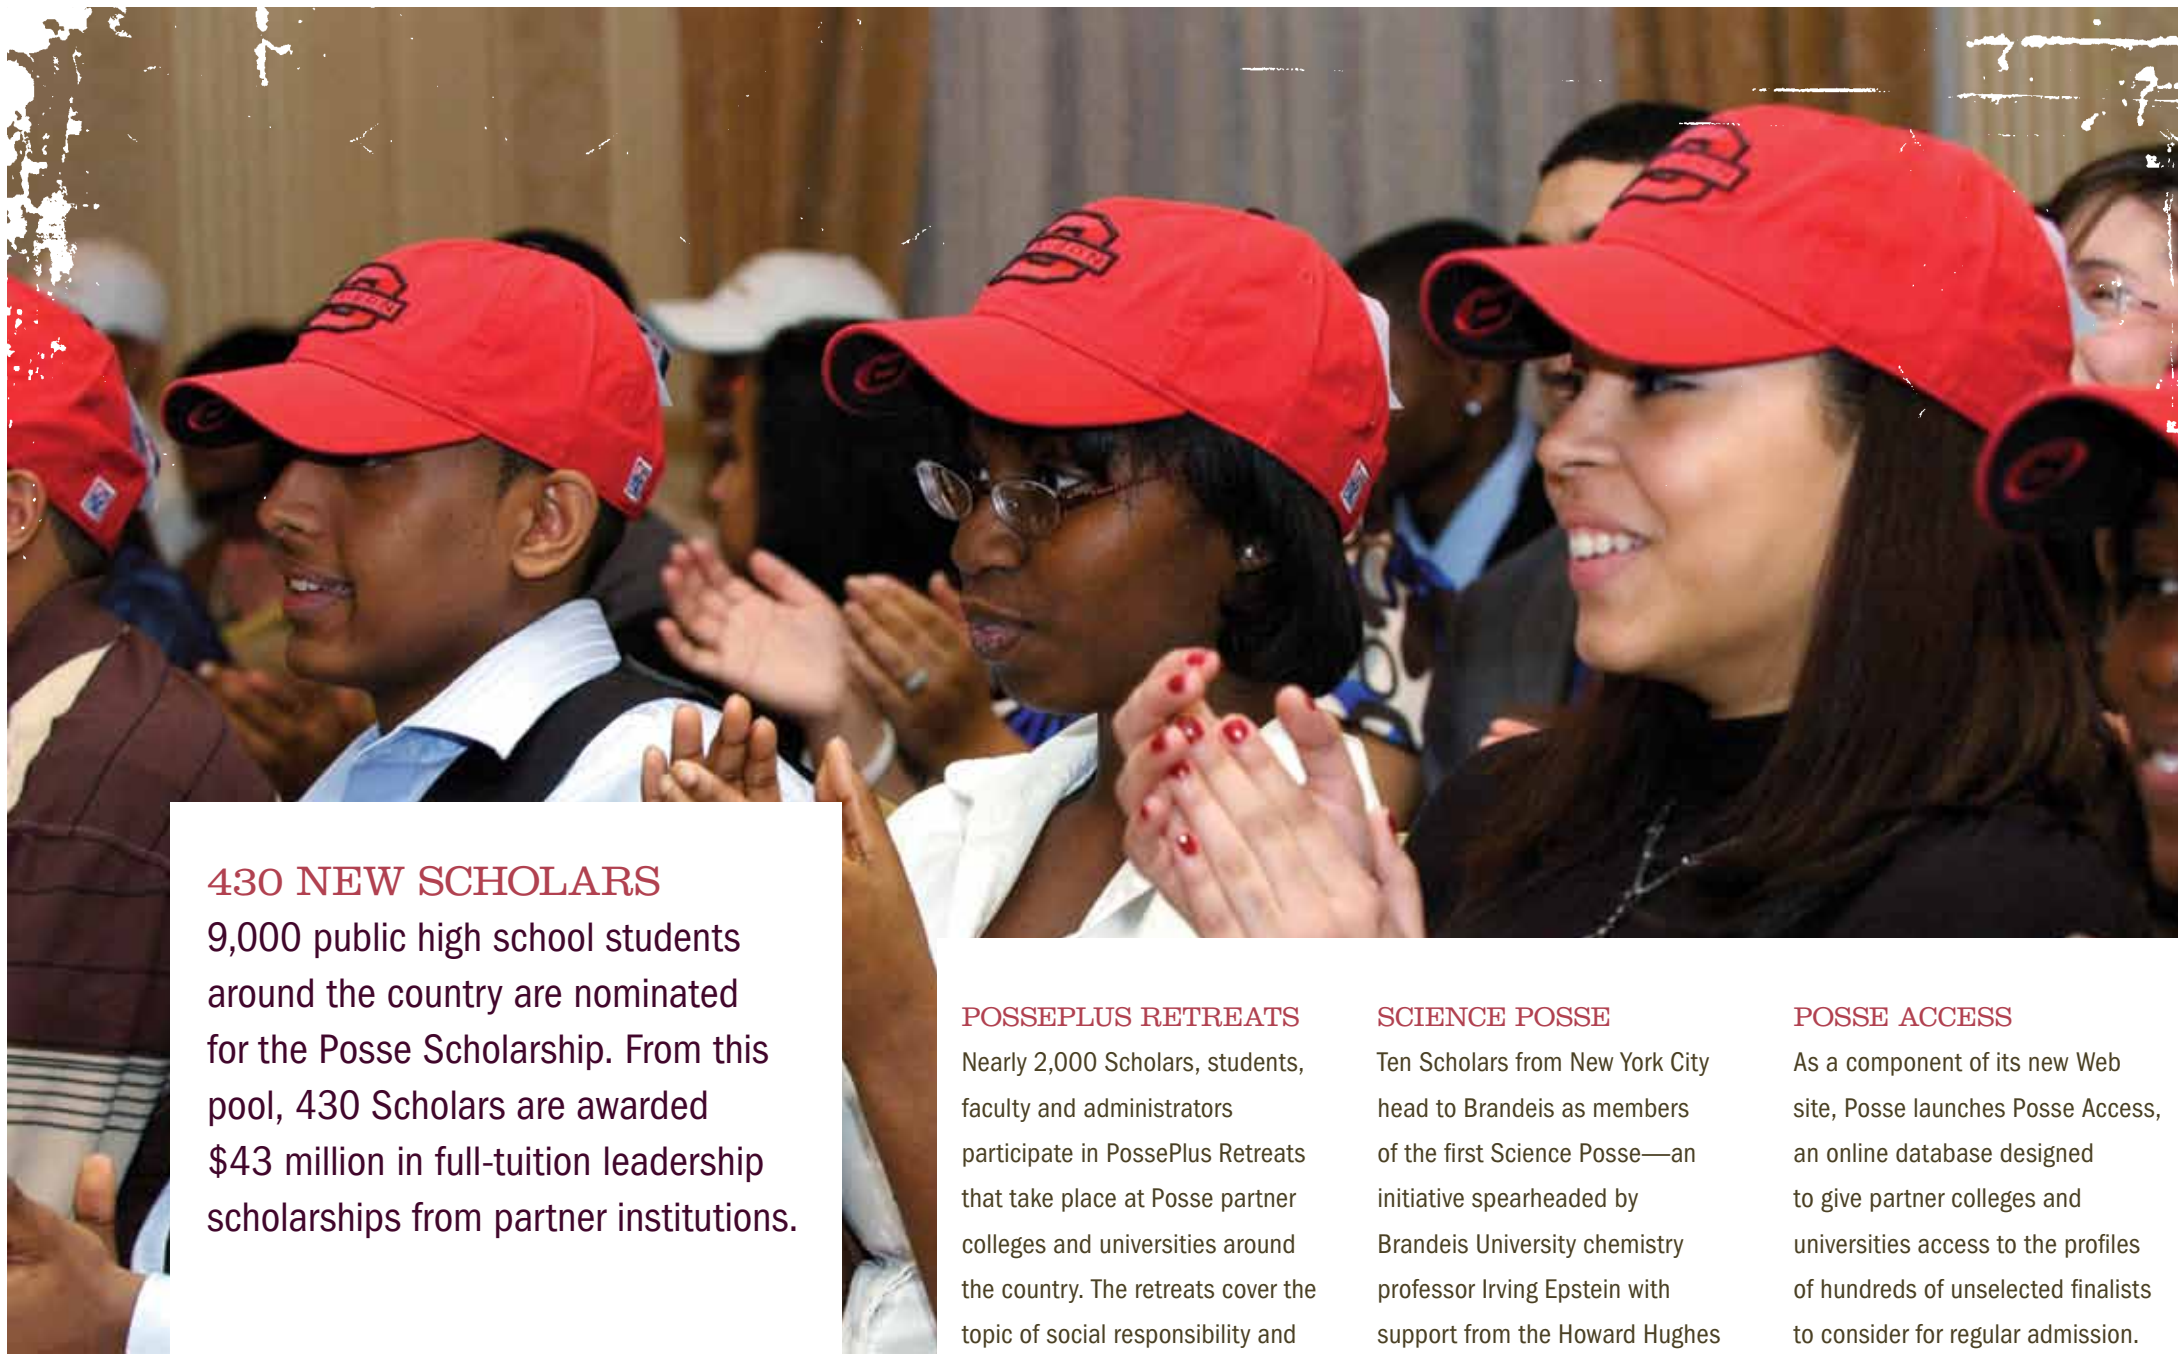 430 NEW SCHOLARS
9,000 public high school students
around the country are nominated
for the Posse Scholarship. From this
pool, 430 Scholars are awarded
$43 million in full-tuition leadership
scholarships from partner institutions.
POSSEPLUS RETREATS
Nearly 2,000 Scholars, students,
faculty and administrators
participate in PossePlus Retreats
that take place at Posse partner
colleges and universities around
the country. The retreats cover the
topic of social responsibility and
SCIENCE POSSE
Ten Scholars from New York City
head to Brandeis as members
of the first Science Posse—an
initiative spearheaded by
Brandeis University chemistry
professor Irving Epstein with
support from the Howard Hughes
POSSE ACCESS
As a component of its new Web
site, Posse launches Posse Access,
an online database designed
to give partner colleges and
universities access to the profiles
of hundreds of unselected finalists
to consider for regular admission.